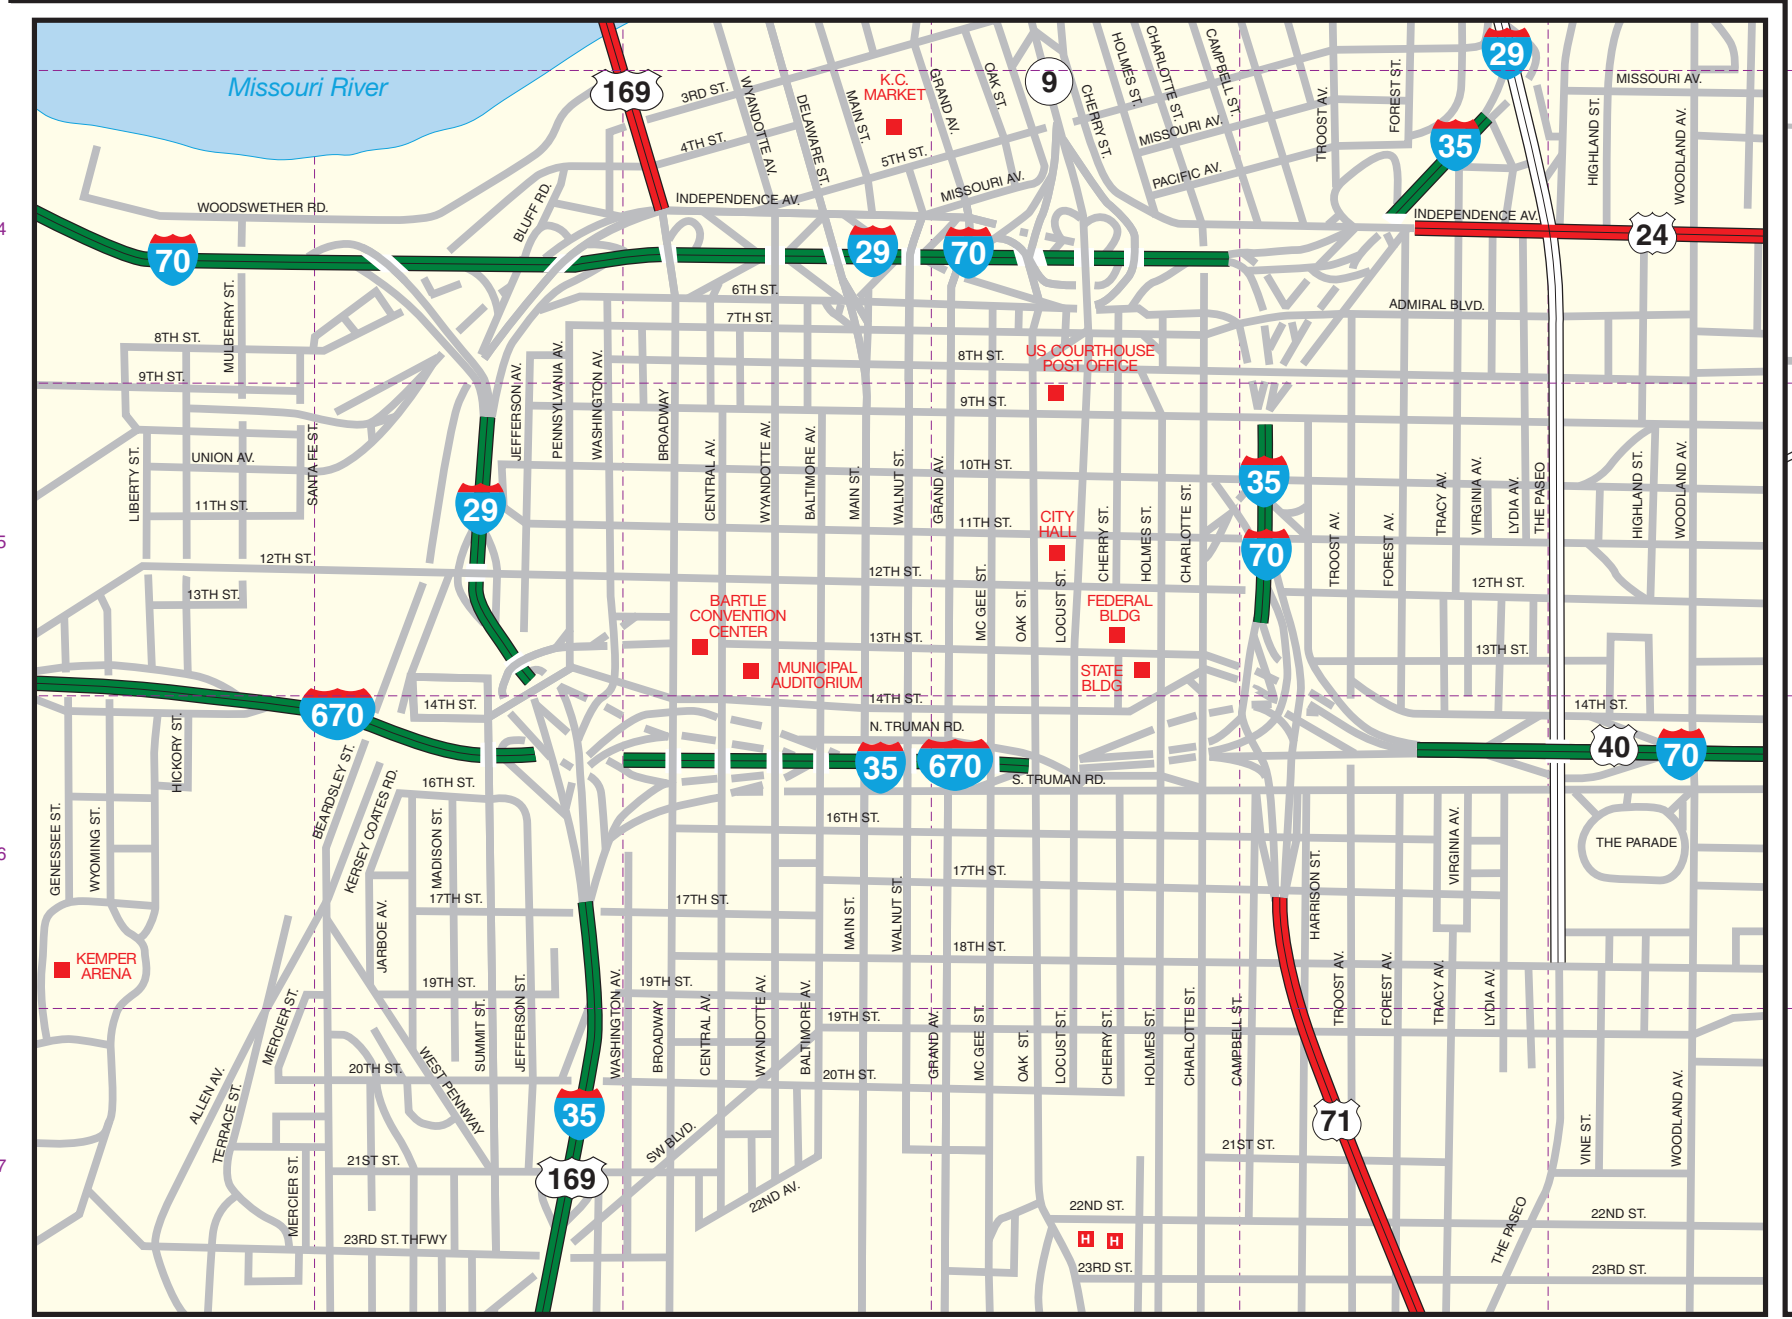 29
Missouri River
169
K.C.
MARKET
9
HOLMES ST.
CHARLOTTE ST.
CAMPBELL ST.
OAK ST.
GRAND AV.
MISSOURI AV.
3RD ST.
WYANDOTTE AV.
DELAWARE ST.
MAIN ST.
CHERRY ST.
TROOST AV.
FOREST ST.
HIGHLAND ST.
WOODLAND AV.
4TH ST.
5TH ST.
MISSOURI AV.
35
PACIFIC AV.
MISSOURI AV.
INDEPENDENCE AV.
WOODSWETHER RD.
BLUFF RD.
INDEPENDENCE AV.
4
24
70
29
70
6TH ST.
7TH ST.
ADMIRAL BLVD.
MULBERRY ST.
8TH ST.
8TH ST.
US COURTHOUSE
POST OFFICE
9TH ST.
9TH ST.
JEFFERSON AV.
PENNSYLVANIA AV.
WASHINGTON AV.
BROADWAY
CENTRAL AV.
WYANDOTTE AV.
BALTIMORE AV.
MAIN ST.
WALNUT ST.
GRAND AV.
10TH ST.
UNION AV.
LIBERTY ST.
SANTA FE ST.
11TH ST.
29
35
TRACY AV.
VIRGINIA AV.
LYDIA AV.
THE PASEO
HIGHLAND ST.
WOODLAND AV.
11TH ST.
CITY
HALL
CHERRY ST.
HOLMES ST.
CHARLOTTE ST.
TROOST AV.
FOREST AV.
5
70
12TH ST.
12TH ST.
12TH ST.
MC GEE ST.
OAK ST.
LOCUST ST.
13TH ST.
BARTLE
CONVENTION
CENTER
FEDERAL
BLDG
13TH ST.
13TH ST.
MUNICIPAL
AUDITORIUM
STATE
BLDG
14TH ST.
14TH ST.
14TH ST.
670
N. TRUMAN RD.
40
70
HICKORY ST.
35
670
S. TRUMAN RD.
BEARDSLEY ST.
KERSEY COATES RD.
16TH ST.
16TH ST.
GENESSEE ST.
WYOMING ST.
MADISON ST.
VIRGINIA AV.
THE PARADE
6
HARRISON ST.
17TH ST.
17TH ST.
17TH ST.
MAIN ST.
WALNUT ST.
JARBOE AV.
18TH ST.
KEMPER
ARENA
19TH ST.
19TH ST.
19TH ST.
MERCIER ST.
SUMMIT ST.
JEFFERSON ST.
WASHINGTON AV.
BROADWAY
CENTRAL AV.
WYANDOTTE AV.
BALTIMORE AV.
GRAND AV.
MC GEE ST.
OAK ST.
LOCUST ST.
CHERRY ST.
HOLMES ST.
CHARLOTTE ST.
CAMPBELL ST.
TROOST AV.
FOREST AV.
TRACY AV.
LYDIA AV.
20TH ST.
20TH ST.
WEST PENNWAY
ALLEN AV.
TERRACE ST.
35
71
SW BLVD.
21ST ST.
21ST ST.
VINE ST.
WOODLAND AV.
7
169
MERCIER ST.
22ND AV.
22ND ST.
22ND ST.
THE PASEO
23RD ST. THFWY
H
H
23RD ST.
23RD ST.